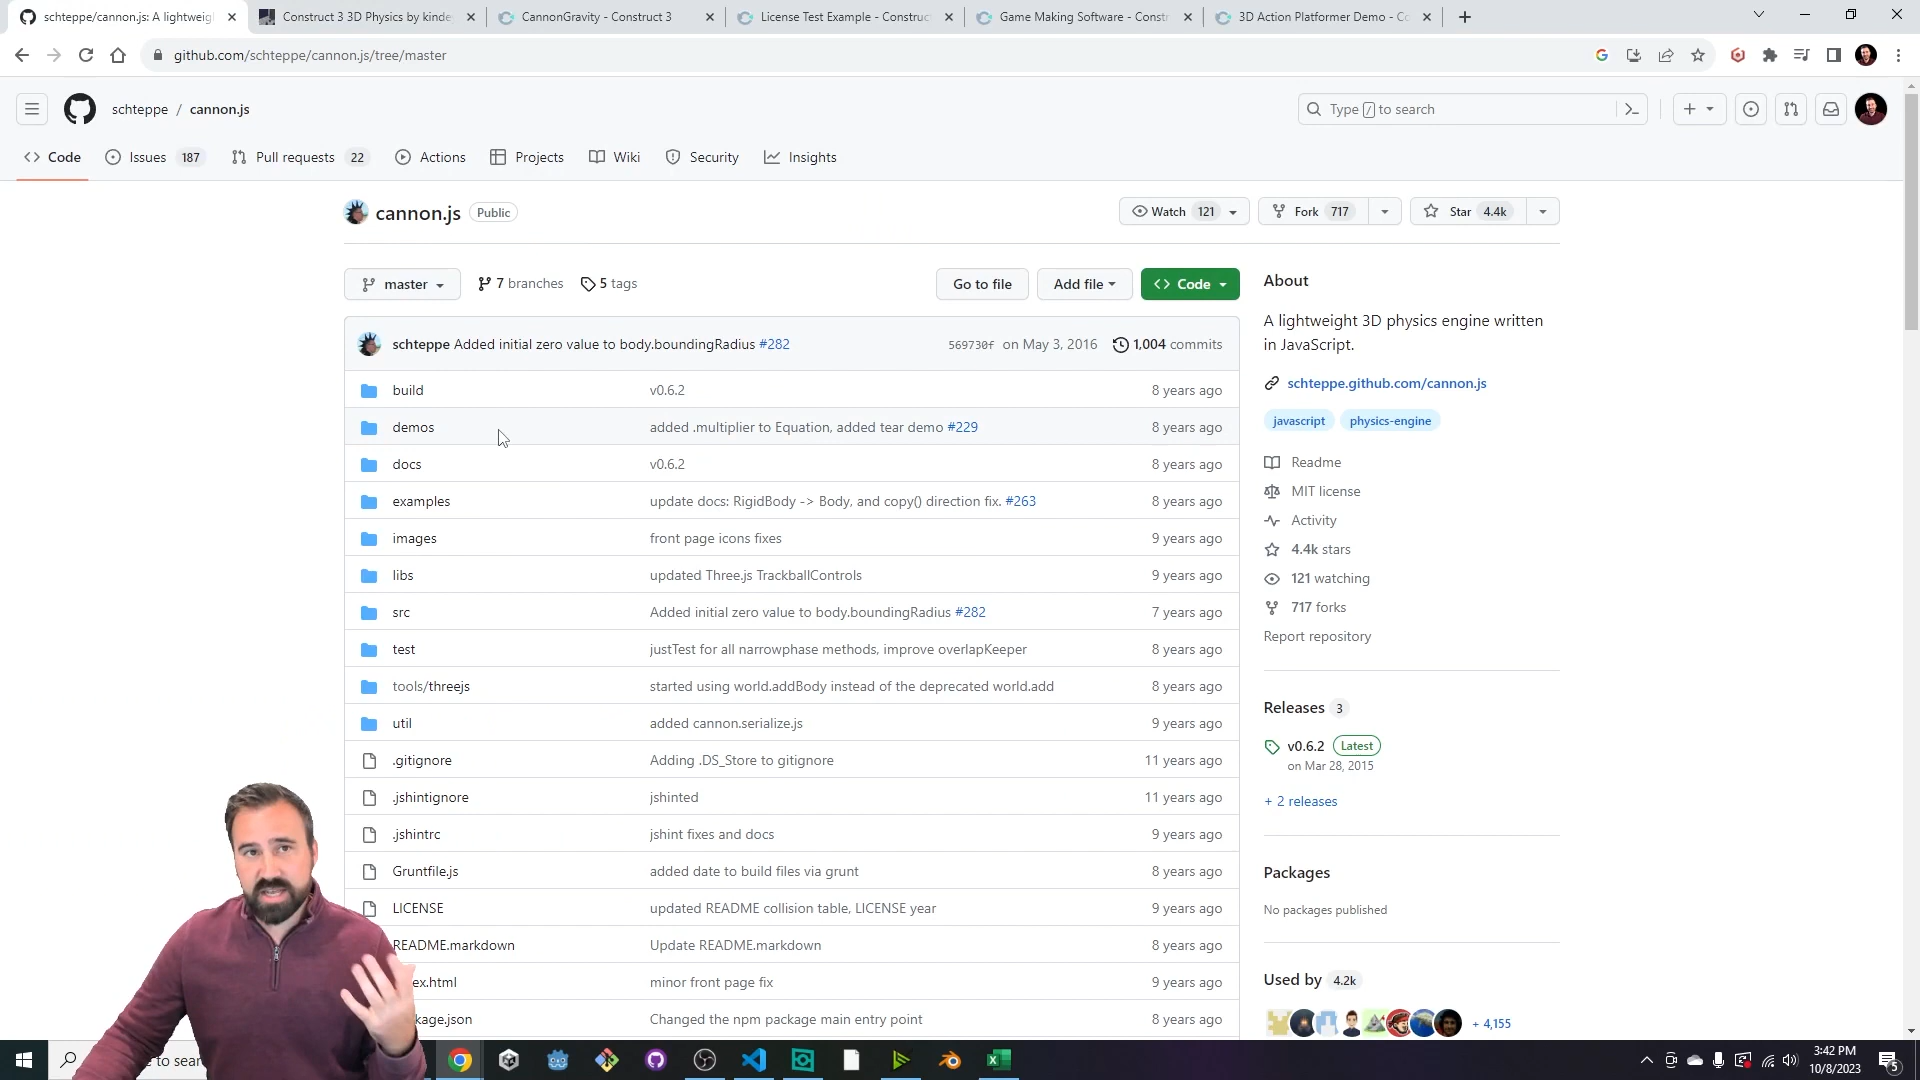 schteppe/cannon.js: A lightweig
Construct 3 3D Physics by kinde
CannonGravity - Construct 3
License Test Example - Construc
Game Making Software - Constr
3D Action Platformer Demo - Co
github.com/schteppe/cannon.js/tree/master
schteppe / cannon.js
Type / to search
Code
Issues 187
Pull requests 22
Actions
Projects
Wiki
Security
Insights
cannon.js Public
Watch 121
Fork 717
Star 4.4k
master
7 branches
5 tags
Go to file
Add file
Code
schteppe Added initial zero value to body.boundingRadius #282
569730f on May 3, 2016
1,004 commits
build v0.6.2 8 years ago
demos added .multiplier to Equation, added tear demo #229 8 years ago
docs v0.6.2 8 years ago
examples update docs: RigidBody -> Body, and copy() direction fix. #263 8 years ago
images front page icons fixes 9 years ago
libs updated Three.js TrackballControls 9 years ago
src Added initial zero value to body.boundingRadius #282 7 years ago
test justTest for all narrowphase methods, improve overlapKeeper 8 years ago
tools/threejs started using world.addBody instead of the deprecated world.add 8 years ago
util added cannon.serialize.js 9 years ago
.gitignore Adding .DS_Store to gitignore 11 years ago
.jshintignore jshinted 11 years ago
.jshintrc jshint fixes and docs 9 years ago
Gruntfile.js added date to build files via grunt 8 years ago
LICENSE updated README collision table, LICENSE year 9 years ago
README.markdown Update README.markdown 8 years ago
ex.html minor front page fix 9 years ago
kage.json Changed the npm package main entry point 8 years ago
About
A lightweight 3D physics engine written
in JavaScript.
schteppe.github.com/cannon.js
javascript
physics-engine
Readme
MIT license
Activity
4.4k stars
121 watching
717 forks
Report repository
Releases 3
v0.6.2 Latest
on Mar 28, 2015
+ 2 releases
Packages
No packages published
Used by 4.2k
+ 4,155
e to sear
3:42 PM
10/8/2023
5